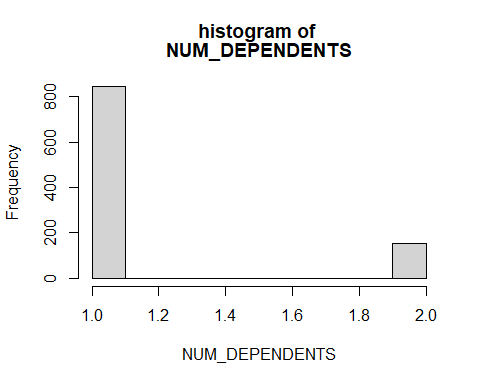 histogram of
NUM_DEPENDENTS
Frequency
800
600
400
200
0
1.0 1.2 1.4 1.6 1.8 2.0
NUM_DEPENDENTS